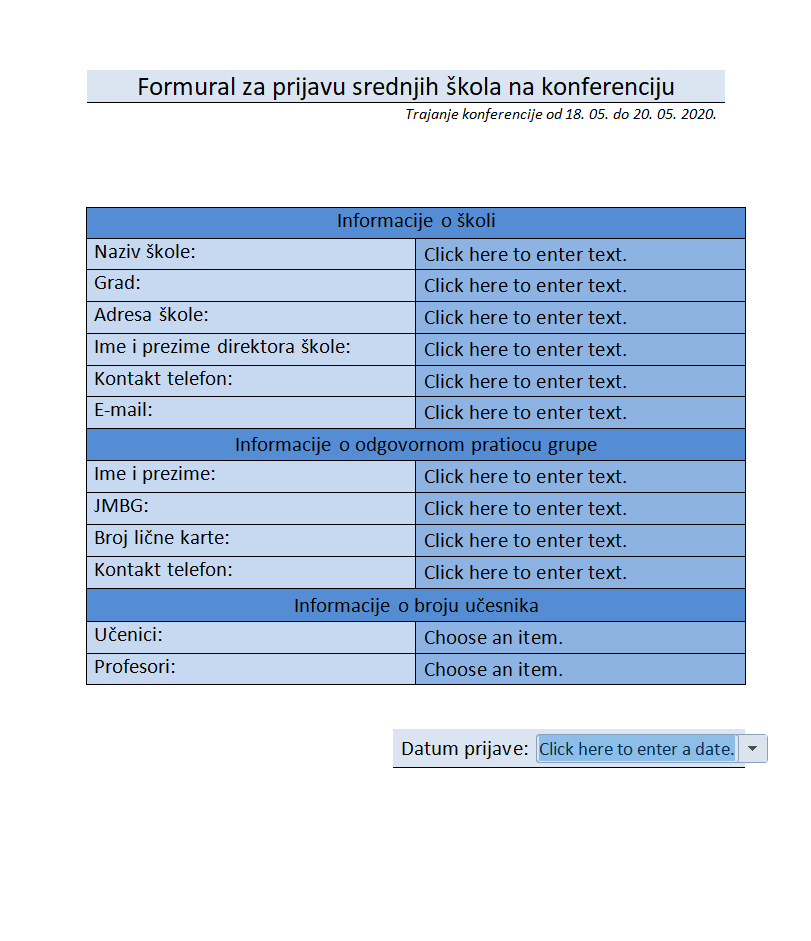 Formural za prijavu srednjih škola na konferenciju
Trajanje konferencije od 18. 05. do 20. 05. 2020.
Informacije o školi
Naziv škole: Click here to enter text.
Grad: Click here to enter text.
Adresa škole: Click here to enter text.
Ime i prezime direktora škole: Click here to enter text.
Kontakt telefon: Click here to enter text.
E-mail: Click here to enter text.
Informacije o odgovornom pratiocu grupe
Ime i prezime: Click here to enter text.
JMBG: Click here to enter text.
Broj lične karte: Click here to enter text.
Kontakt telefon: Click here to enter text.
Informacije o broju učesnika
Učenici: Choose an item.
Profesori: Choose an item.
Datum prijave: Click here to enter a date.